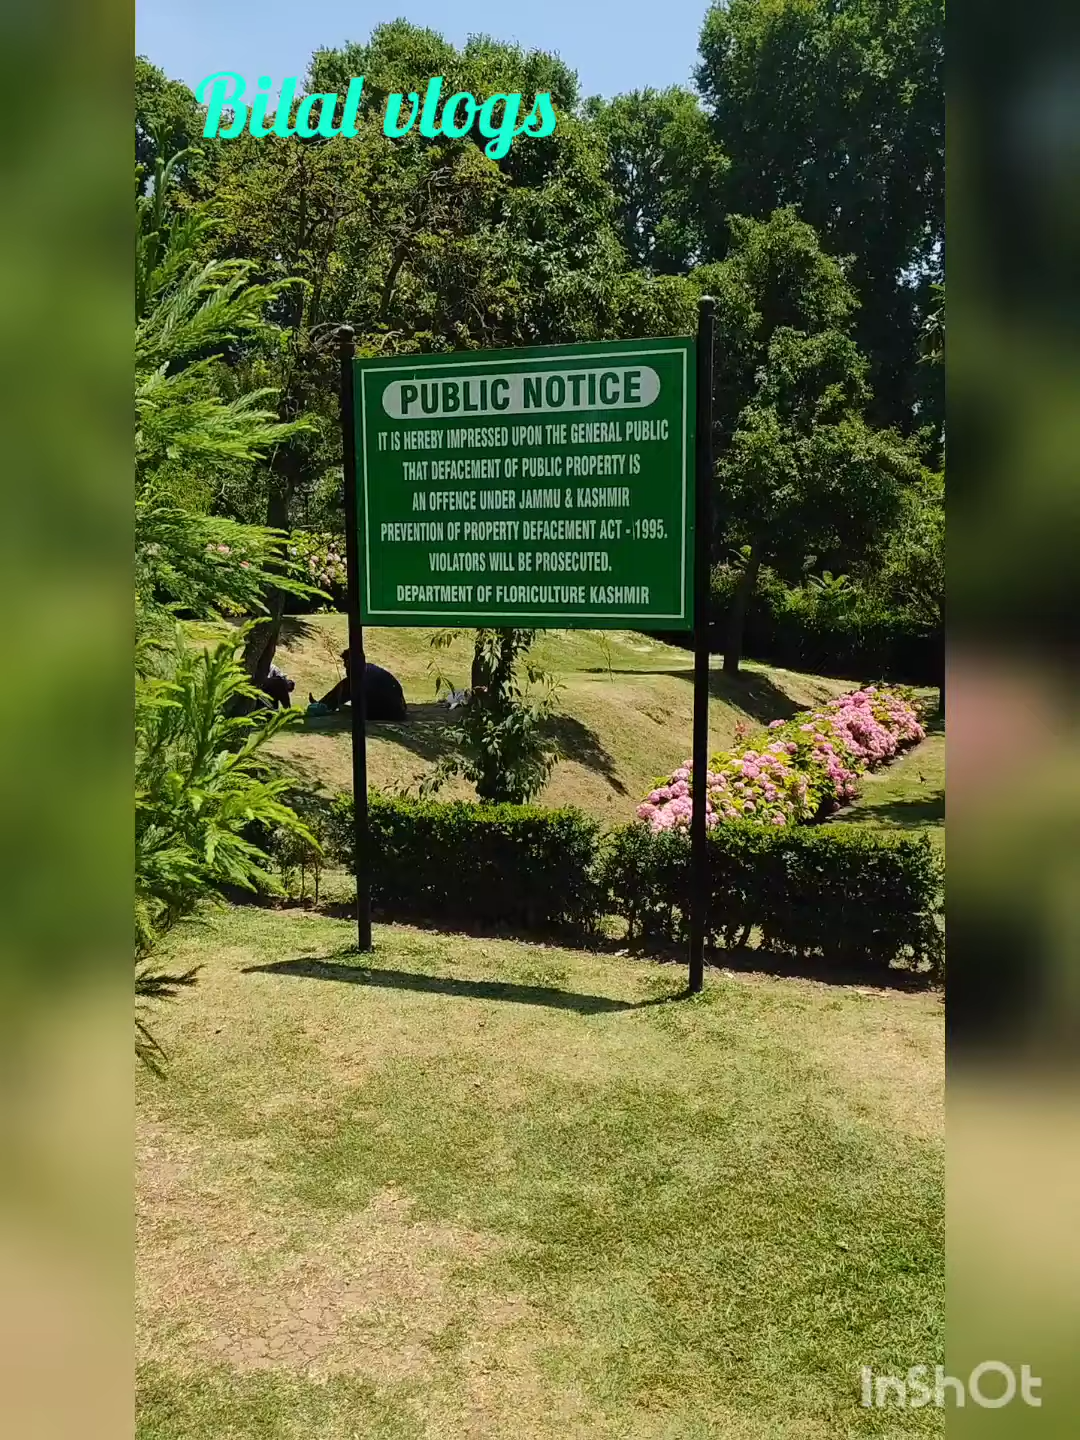 Bilal vlogs
PUBLIC NOTICE
IT IS HEREBY IMPRESSED UPON THE GENERAL PUBLIC
THAT DEFACEMENT OF PUBLIC PROPERTY IS
AN OFFENCE UNDER JAMMU & KASHMIR
PREVENTION OF PROPERTY DEFACEMENT ACT - 1995.
VIOLATORS WILL BE PROSECUTED.
DEPARTMENT OF FLORICULTURE KASHMIR
InShOt